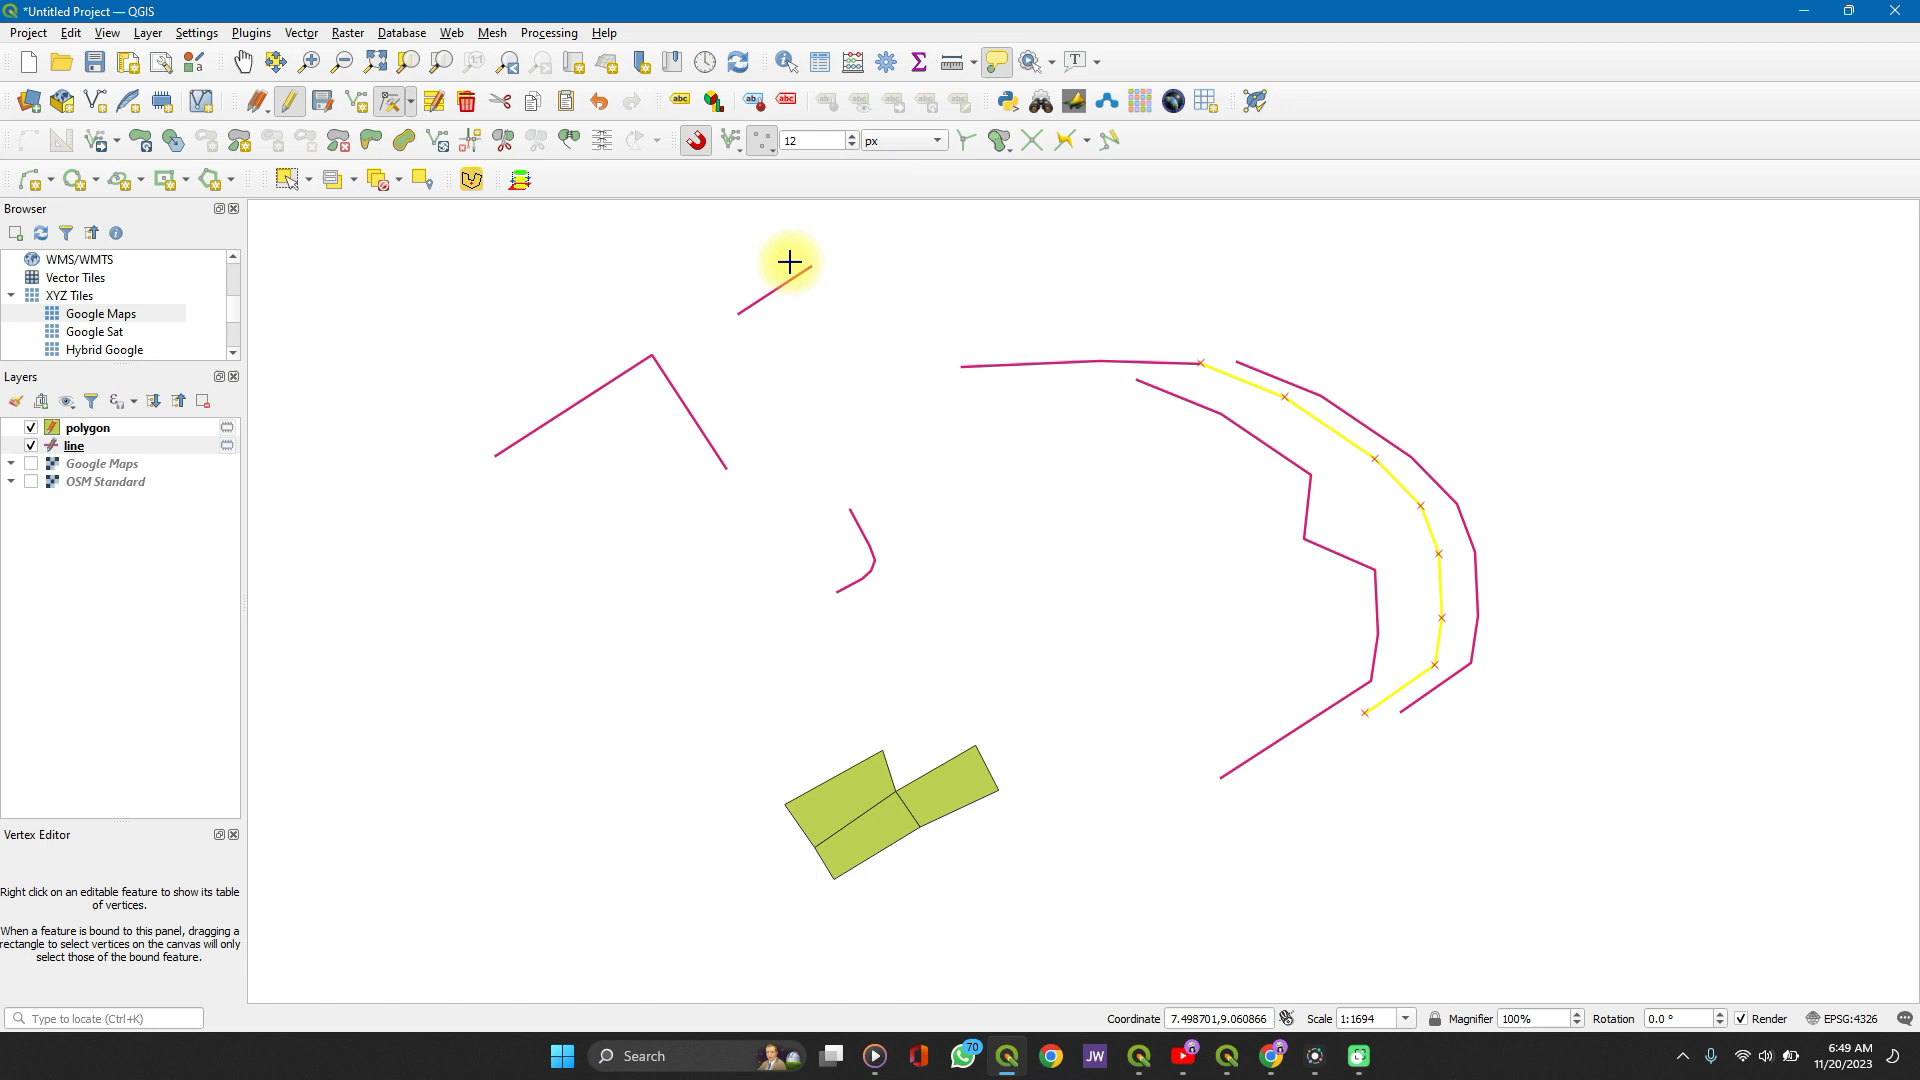 *Untitled Project — QGIS
Project Edit View Layer Settings Plugins Vector Raster Database Web Mesh Processing Help
abc
12 px
Browser
WMS/WMTS
Vector Tiles
XYZ Tiles
Google Maps
Google Sat
Hybrid Google
Layers
polygon
line
Google Maps
OSM Standard
Vertex Editor
Right click on an editable feature to show its table
of vertices.
When a feature is bound to this panel, dragging a
rectangle to select vertices on the canvas will only
select those of the bound feature.
Type to locate (Ctrl+K)
Coordinate 7.498701,9.060866 Scale 1:1694 Magnifier 100% Rotation 0.0 ° Render EPSG:4326
Search
70
JW
6:49 AM
11/20/2023